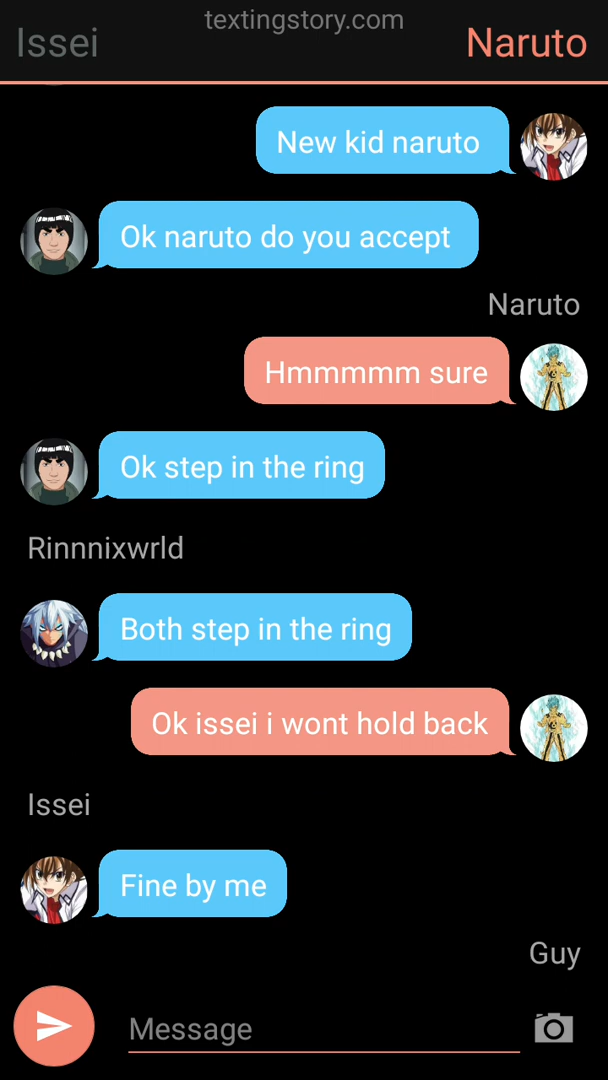 textingstory.com
Issei
Naruto
New kid naruto
Ok naruto do you accept
Naruto
Hmmmmm sure
Ok step in the ring
Rinnnixwrld
Both step in the ring
Ok issei i wont hold back
Issei
Fine by me
Guy
Message